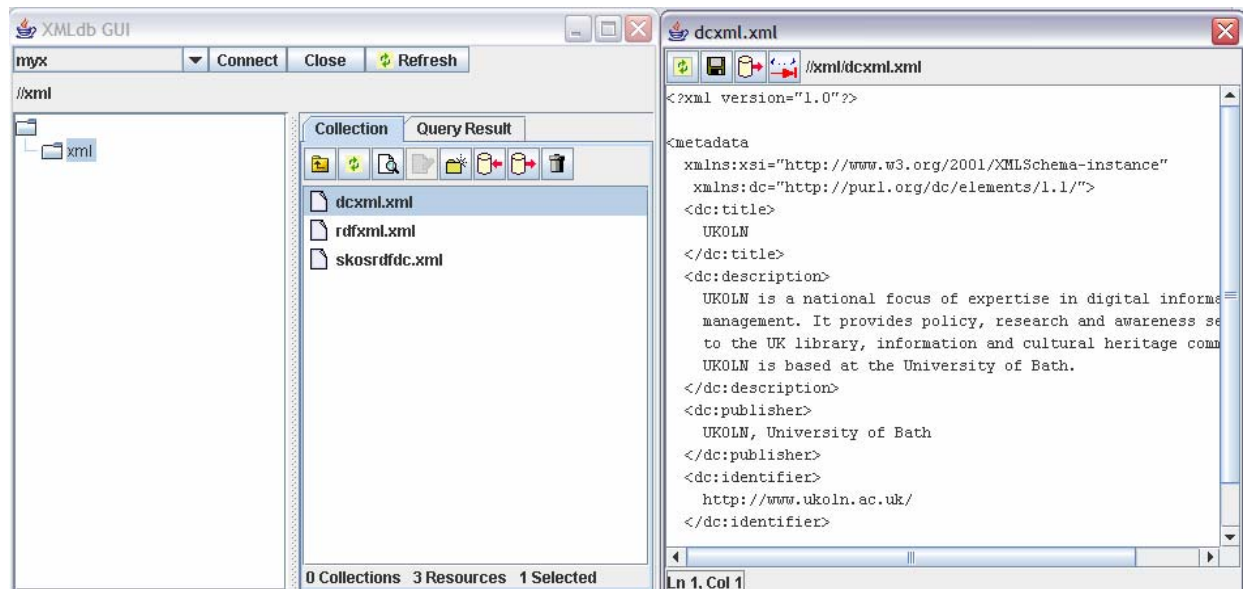 XMLdb GUI
myx Connect Close Refresh
//xml
xml
Collection Query Result
dcxml.xml
rdfxml.xml
skosrdfdc.xml
0 Collections 3 Resources 1 Selected
dcxml.xml
//xml/dcxml.xml
<?xml version="1.0"?>
<metadata
xmlns:xsi="http://www.w3.org/2001/XMLSchema-instance"
xmlns:dc="http://purl.org/dc/elements/1.1/">
<dc:title>
UKOLN
</dc:title>
<dc:description>
UKOLN is a national focus of expertise in digital
management. It provides policy, research and awareness
to the UK library, information and cultural heritage
UKOLN is based at the University of Bath.
</dc:description>
<dc:publisher>
UKOLN, University of Bath
</dc:publisher>
<dc:identifier>
http://www.ukoln.ac.uk/
</dc:identifier>
Ln 1, Col 1